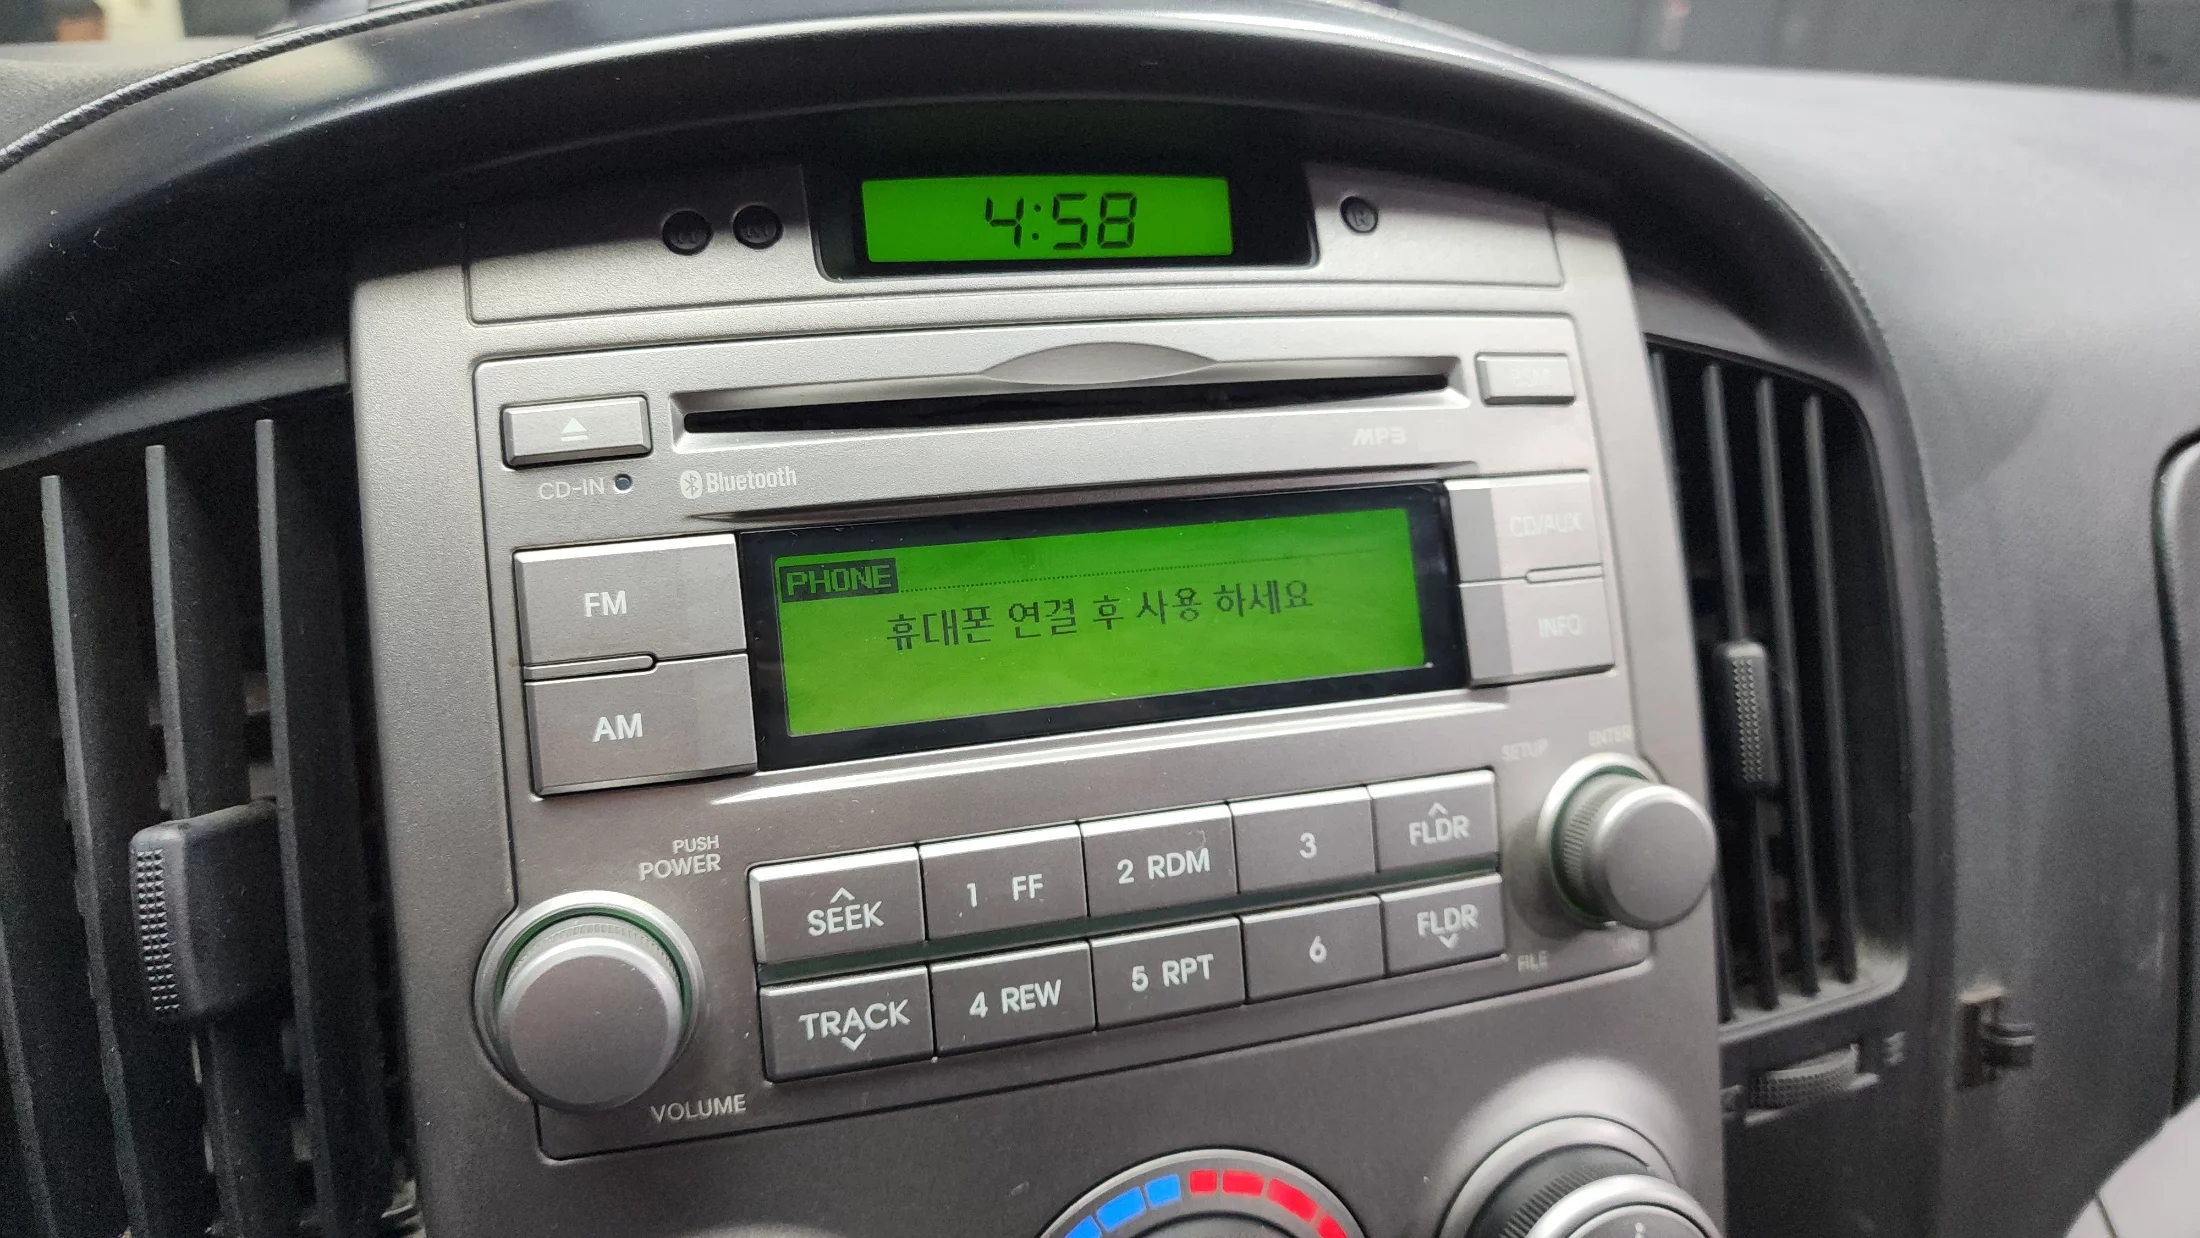 4:58
H
M
R
CD-IN
Bluetooth
MP3
CD/AUX
INFO
FM
AM
PHONE
휴대폰 연결 후 사용 하세요
PUSH
POWER
VOLUME
SETUP
ENTER
SEEK
1 FF
2 RDM
3
FLDR
TRACK
4 REW
5 RPT
6
FLDR
FILE
TUNE